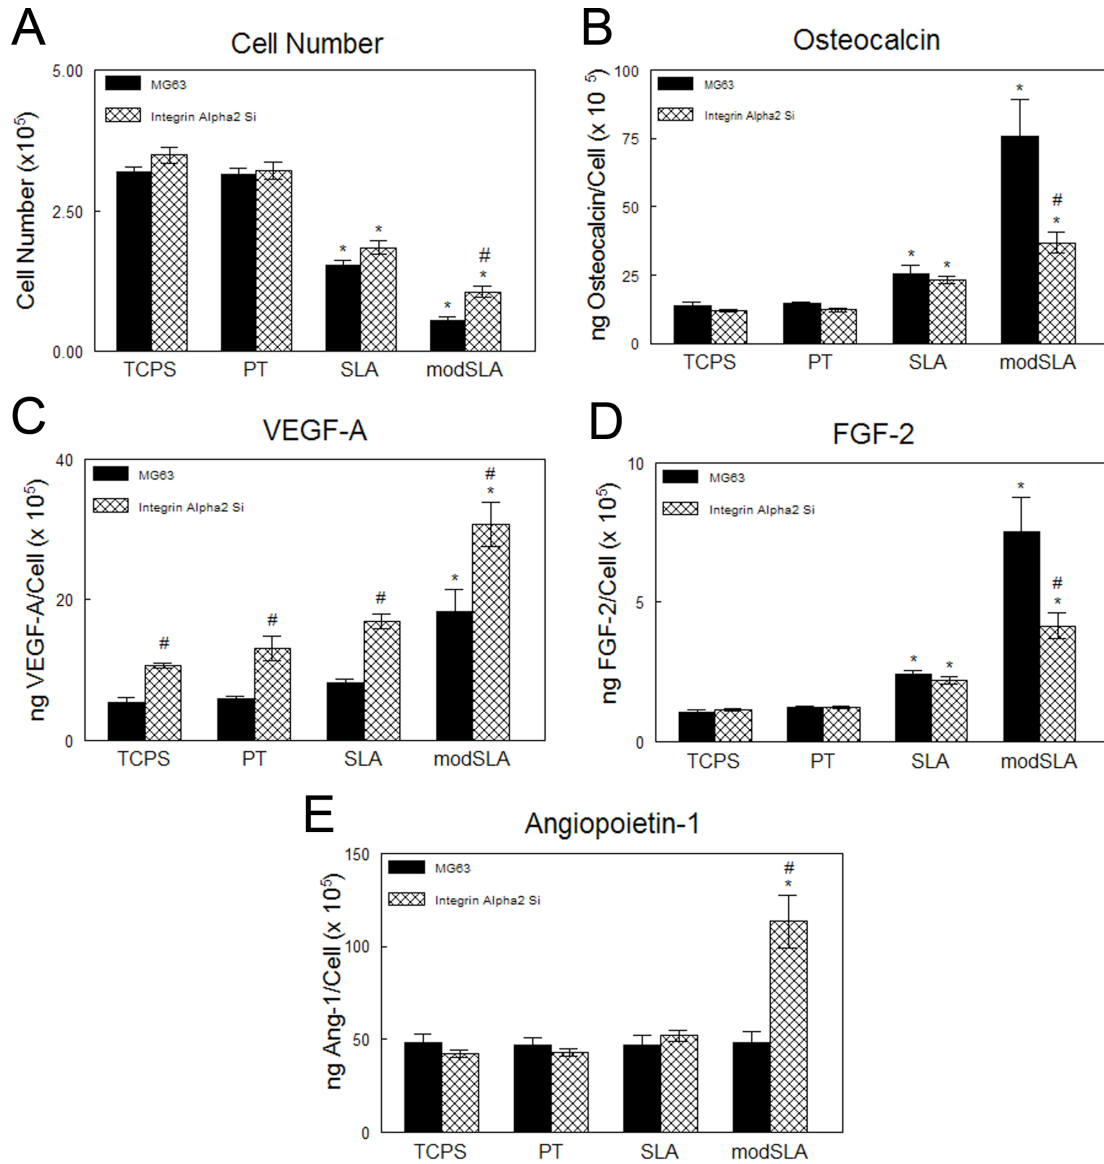 A
Cell Number
Cell Number (x10⁵)
5.00
2.50
0.00
MG63
Integrin Alpha2 Si
* * * # *
TCPS PT SLA modSLA
B
Osteocalcin
ng Osteocalcin/Cell (x 10 ⁵)
100
75
50
25
0
MG63
Integrin Alpha2 Si
* * * # *
TCPS PT SLA modSLA
C
VEGF-A
ng VEGF-A/Cell (x 10⁵)
40
20
0
MG63
Integrin Alpha2 Si
# # # * # *
TCPS PT SLA modSLA
D
FGF-2
ng FGF-2/Cell (x 10⁵)
10
5
0
MG63
Integrin Alpha2 Si
* * * # *
TCPS PT SLA modSLA
E
Angiopoietin-1
ng Ang-1/Cell (x 10⁵)
150
100
50
0
MG63
Integrin Alpha2 Si
# *
TCPS PT SLA modSLA